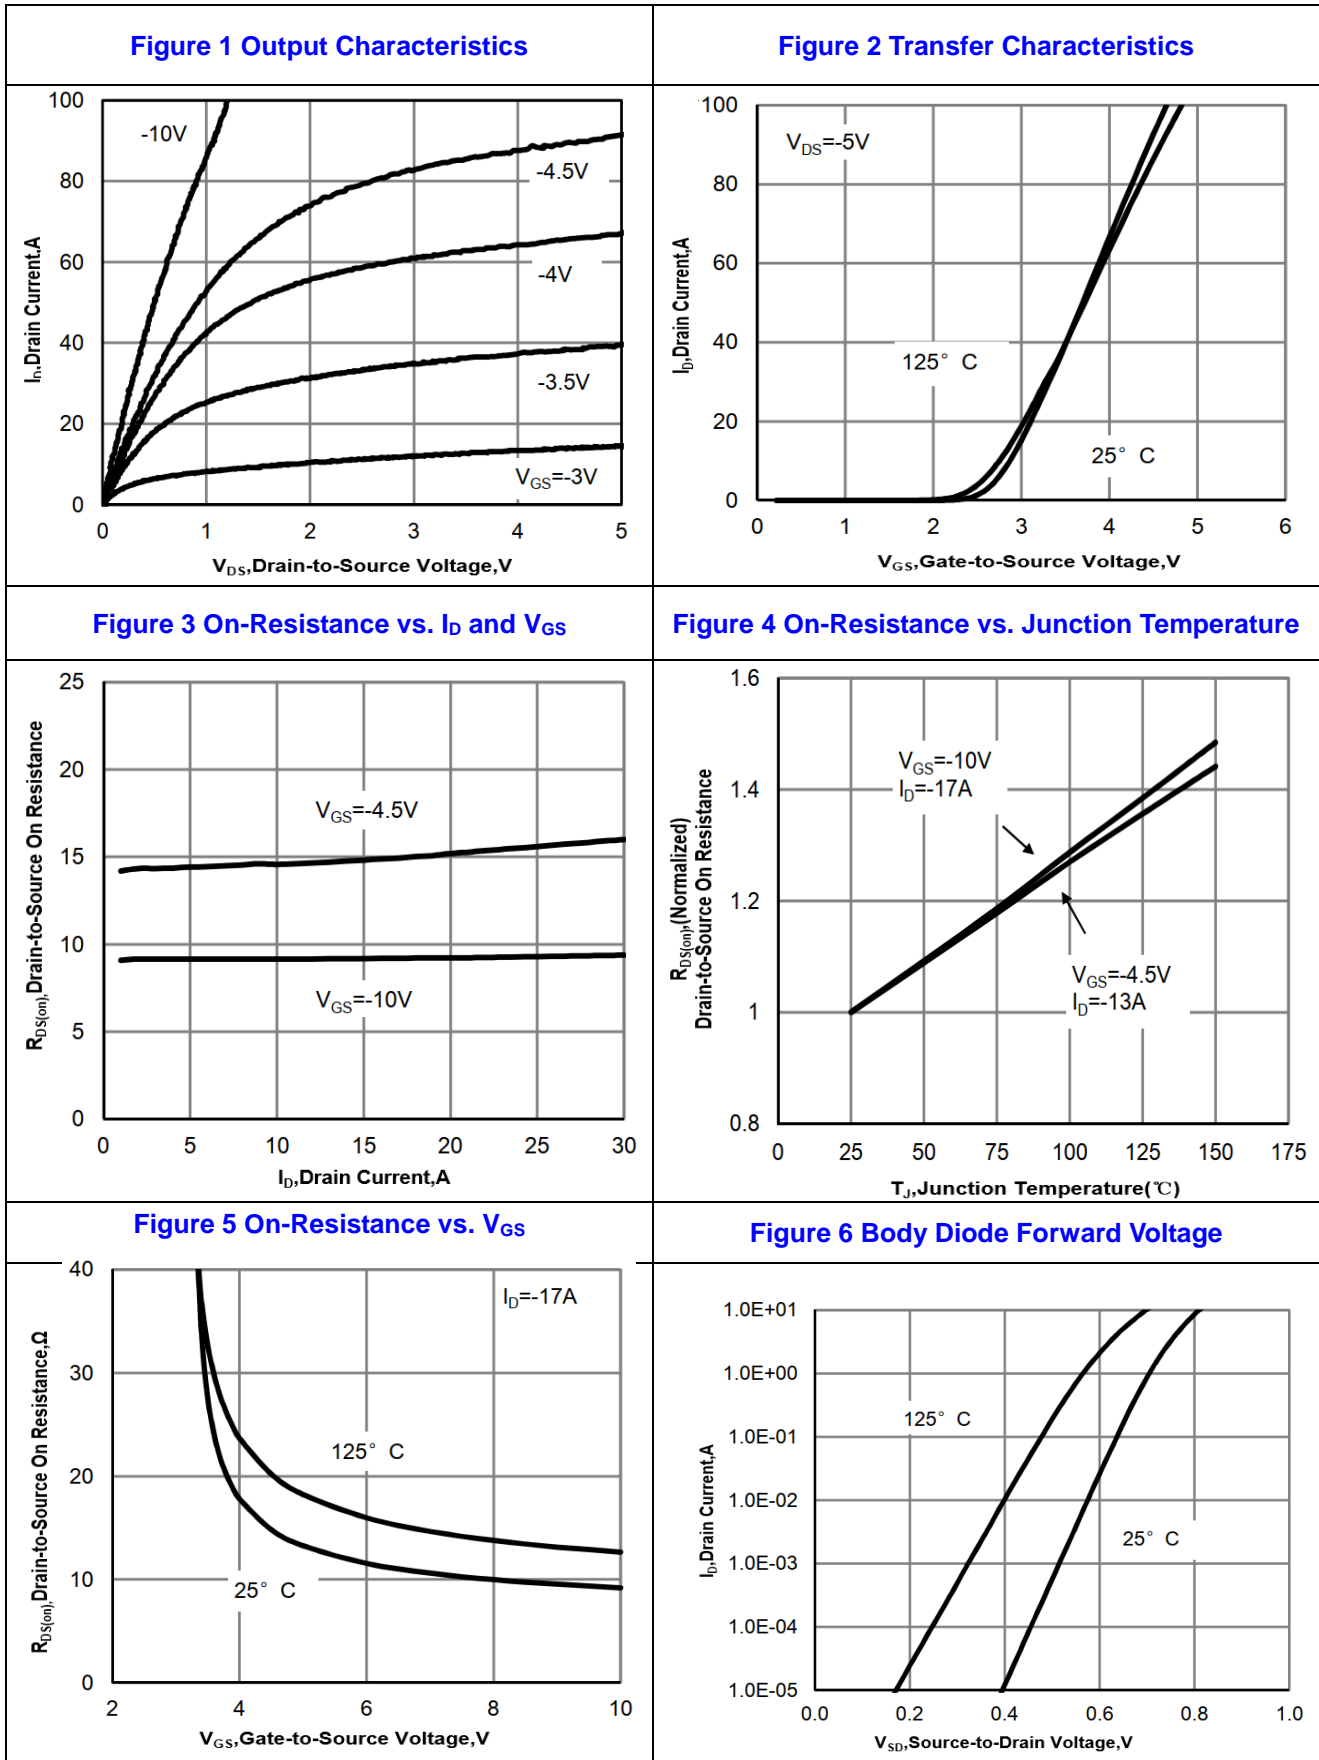 Figure 1 Output Characteristics
Figure 2 Transfer Characteristics
100
80
60
40
20
0
0 1 2 3 4 5
-10V
-4.5V
-4V
-3.5V
VGS=-3V
ID,Drain Current,A
VDS,Drain-to-Source Voltage,V
100
80
60
40
20
0
0 1 2 3 4 5 6
VDS=-5V
125° C
25° C
ID,Drain Current,A
VGS,Gate-to-Source Voltage,V
Figure 3 On-Resistance vs. ID and VGS
Figure 4 On-Resistance vs. Junction Temperature
25
20
15
10
5
0
0 5 10 15 20 25 30
VGS=-4.5V
VGS=-10V
RDS(on),Drain-to-Source On Resistance
ID,Drain Current,A
1.6
1.4
1.2
1
0.8
0 25 50 75 100 125 150 175
VGS=-10V
ID=-17A
VGS=-4.5V
ID=-13A
RDS(on),(Normalized)
Drain-to-Source On Resistance
TJ,Junction Temperature(℃)
Figure 5 On-Resistance vs. VGS
Figure 6 Body Diode Forward Voltage
40
30
20
10
0
2 4 6 8 10
ID=-17A
125° C
25° C
RDS(on),Drain-to-Source On Resistance,Ω
VGS,Gate-to-Source Voltage,V
1.0E+01
1.0E+00
1.0E-01
1.0E-02
1.0E-03
1.0E-04
1.0E-05
0.0 0.2 0.4 0.6 0.8 1.0
125° C
25° C
ID,Drain Current,A
VSD,Source-to-Drain Voltage,V